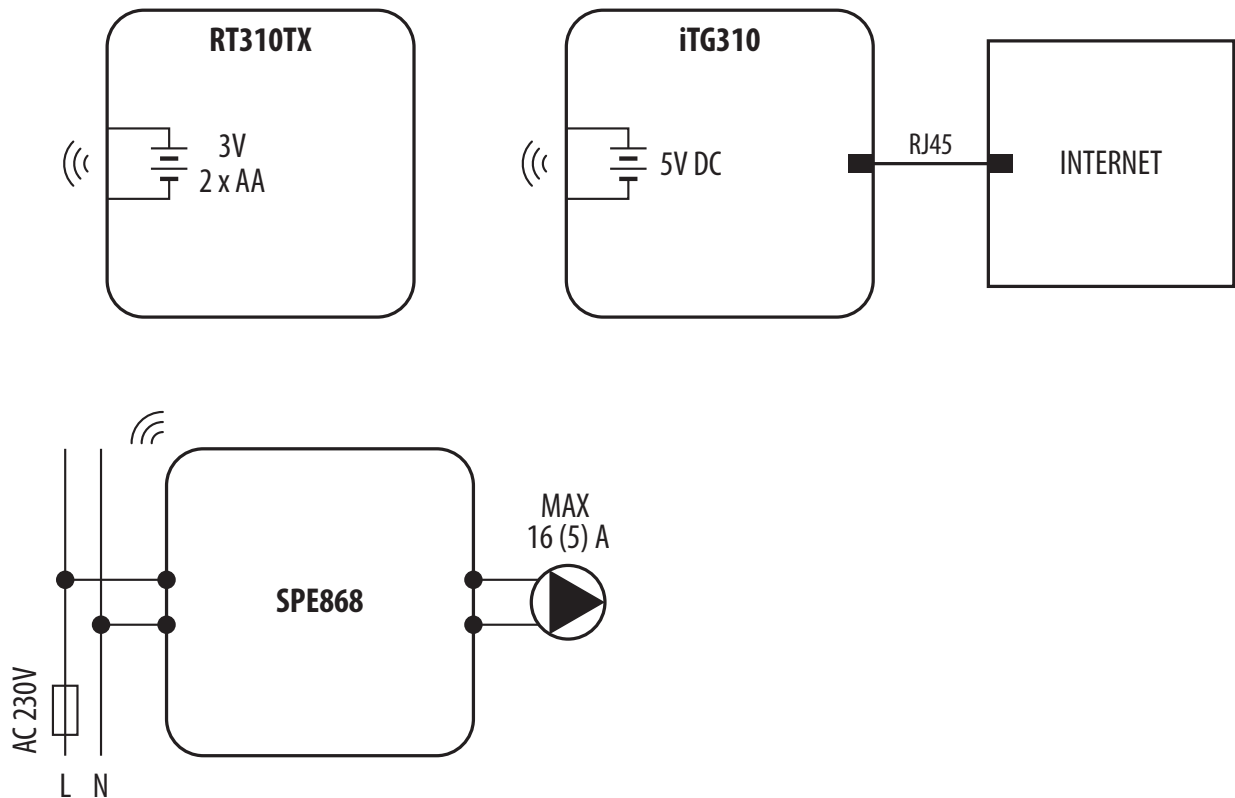 RT310TX
3V
2 x AA
iTG310
5V DC
RJ45
INTERNET
SPE868
MAX
16 (5) A
AC 230V
L N